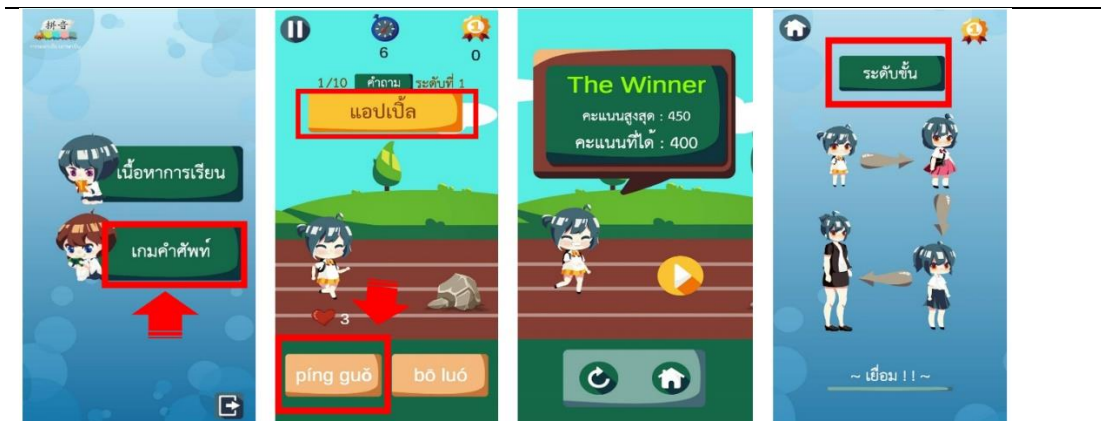 拼音
เนื้อหาการเรียน
เกมคำศัพท์
6
0
1/10 คำถาม ระดับที่ 1
แอปเปิ้ล
3
píng guǒ
bō luó
The Winner
คะแนนสูงสุด : 450
คะแนนที่ได้ : 400
1
ระดับขั้น
~ เยี่ยม !! ~